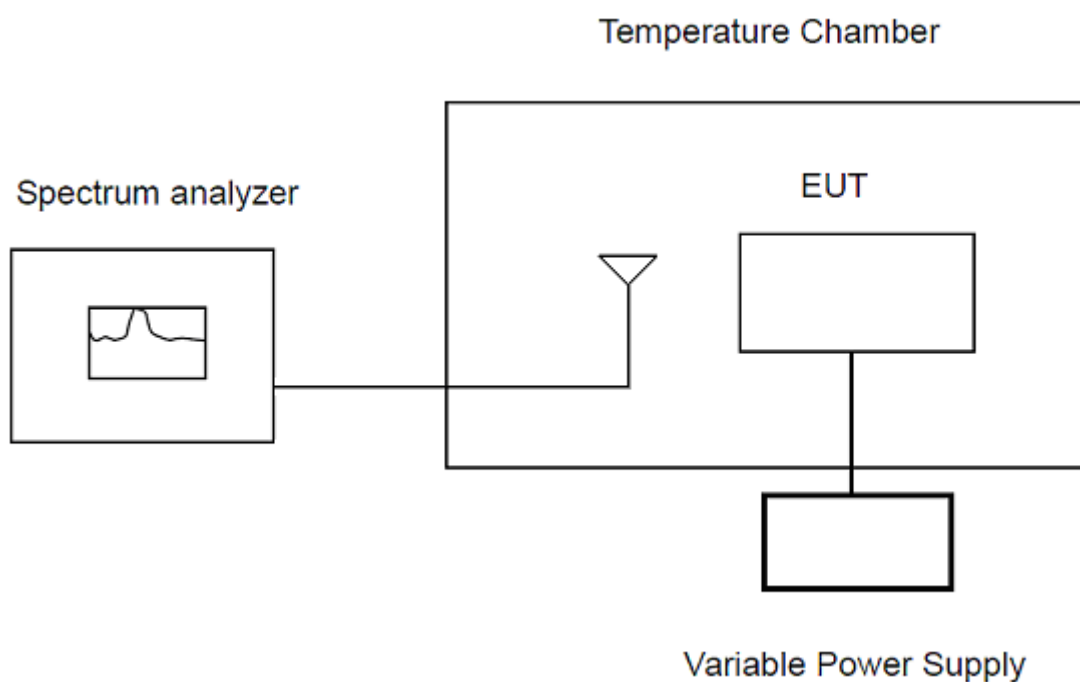 Temperature Chamber
Spectrum analyzer
EUT
Variable Power Supply